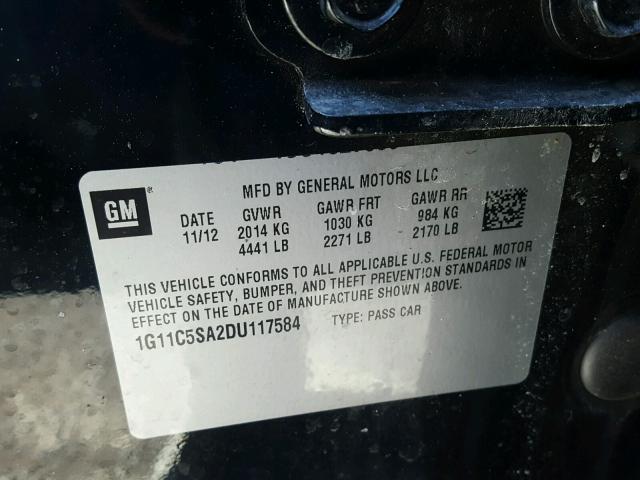 MFD BY GENERAL MOTORS LLC
GM
DATE GVWR GAWR FRT GAWR RR
11/12 2014 KG 1030 KG 984 KG
4441 LB 2271 LB 2170 LB
THIS VEHICLE CONFORMS TO ALL APPLICABLE U.S. FEDERAL MOTOR
VEHICLE SAFETY, BUMPER, AND THEFT PREVENTION STANDARDS IN
EFFECT ON THE DATE OF MANUFACTURE SHOWN ABOVE.
1G11C5SA2DU117584 TYPE: PASS CAR